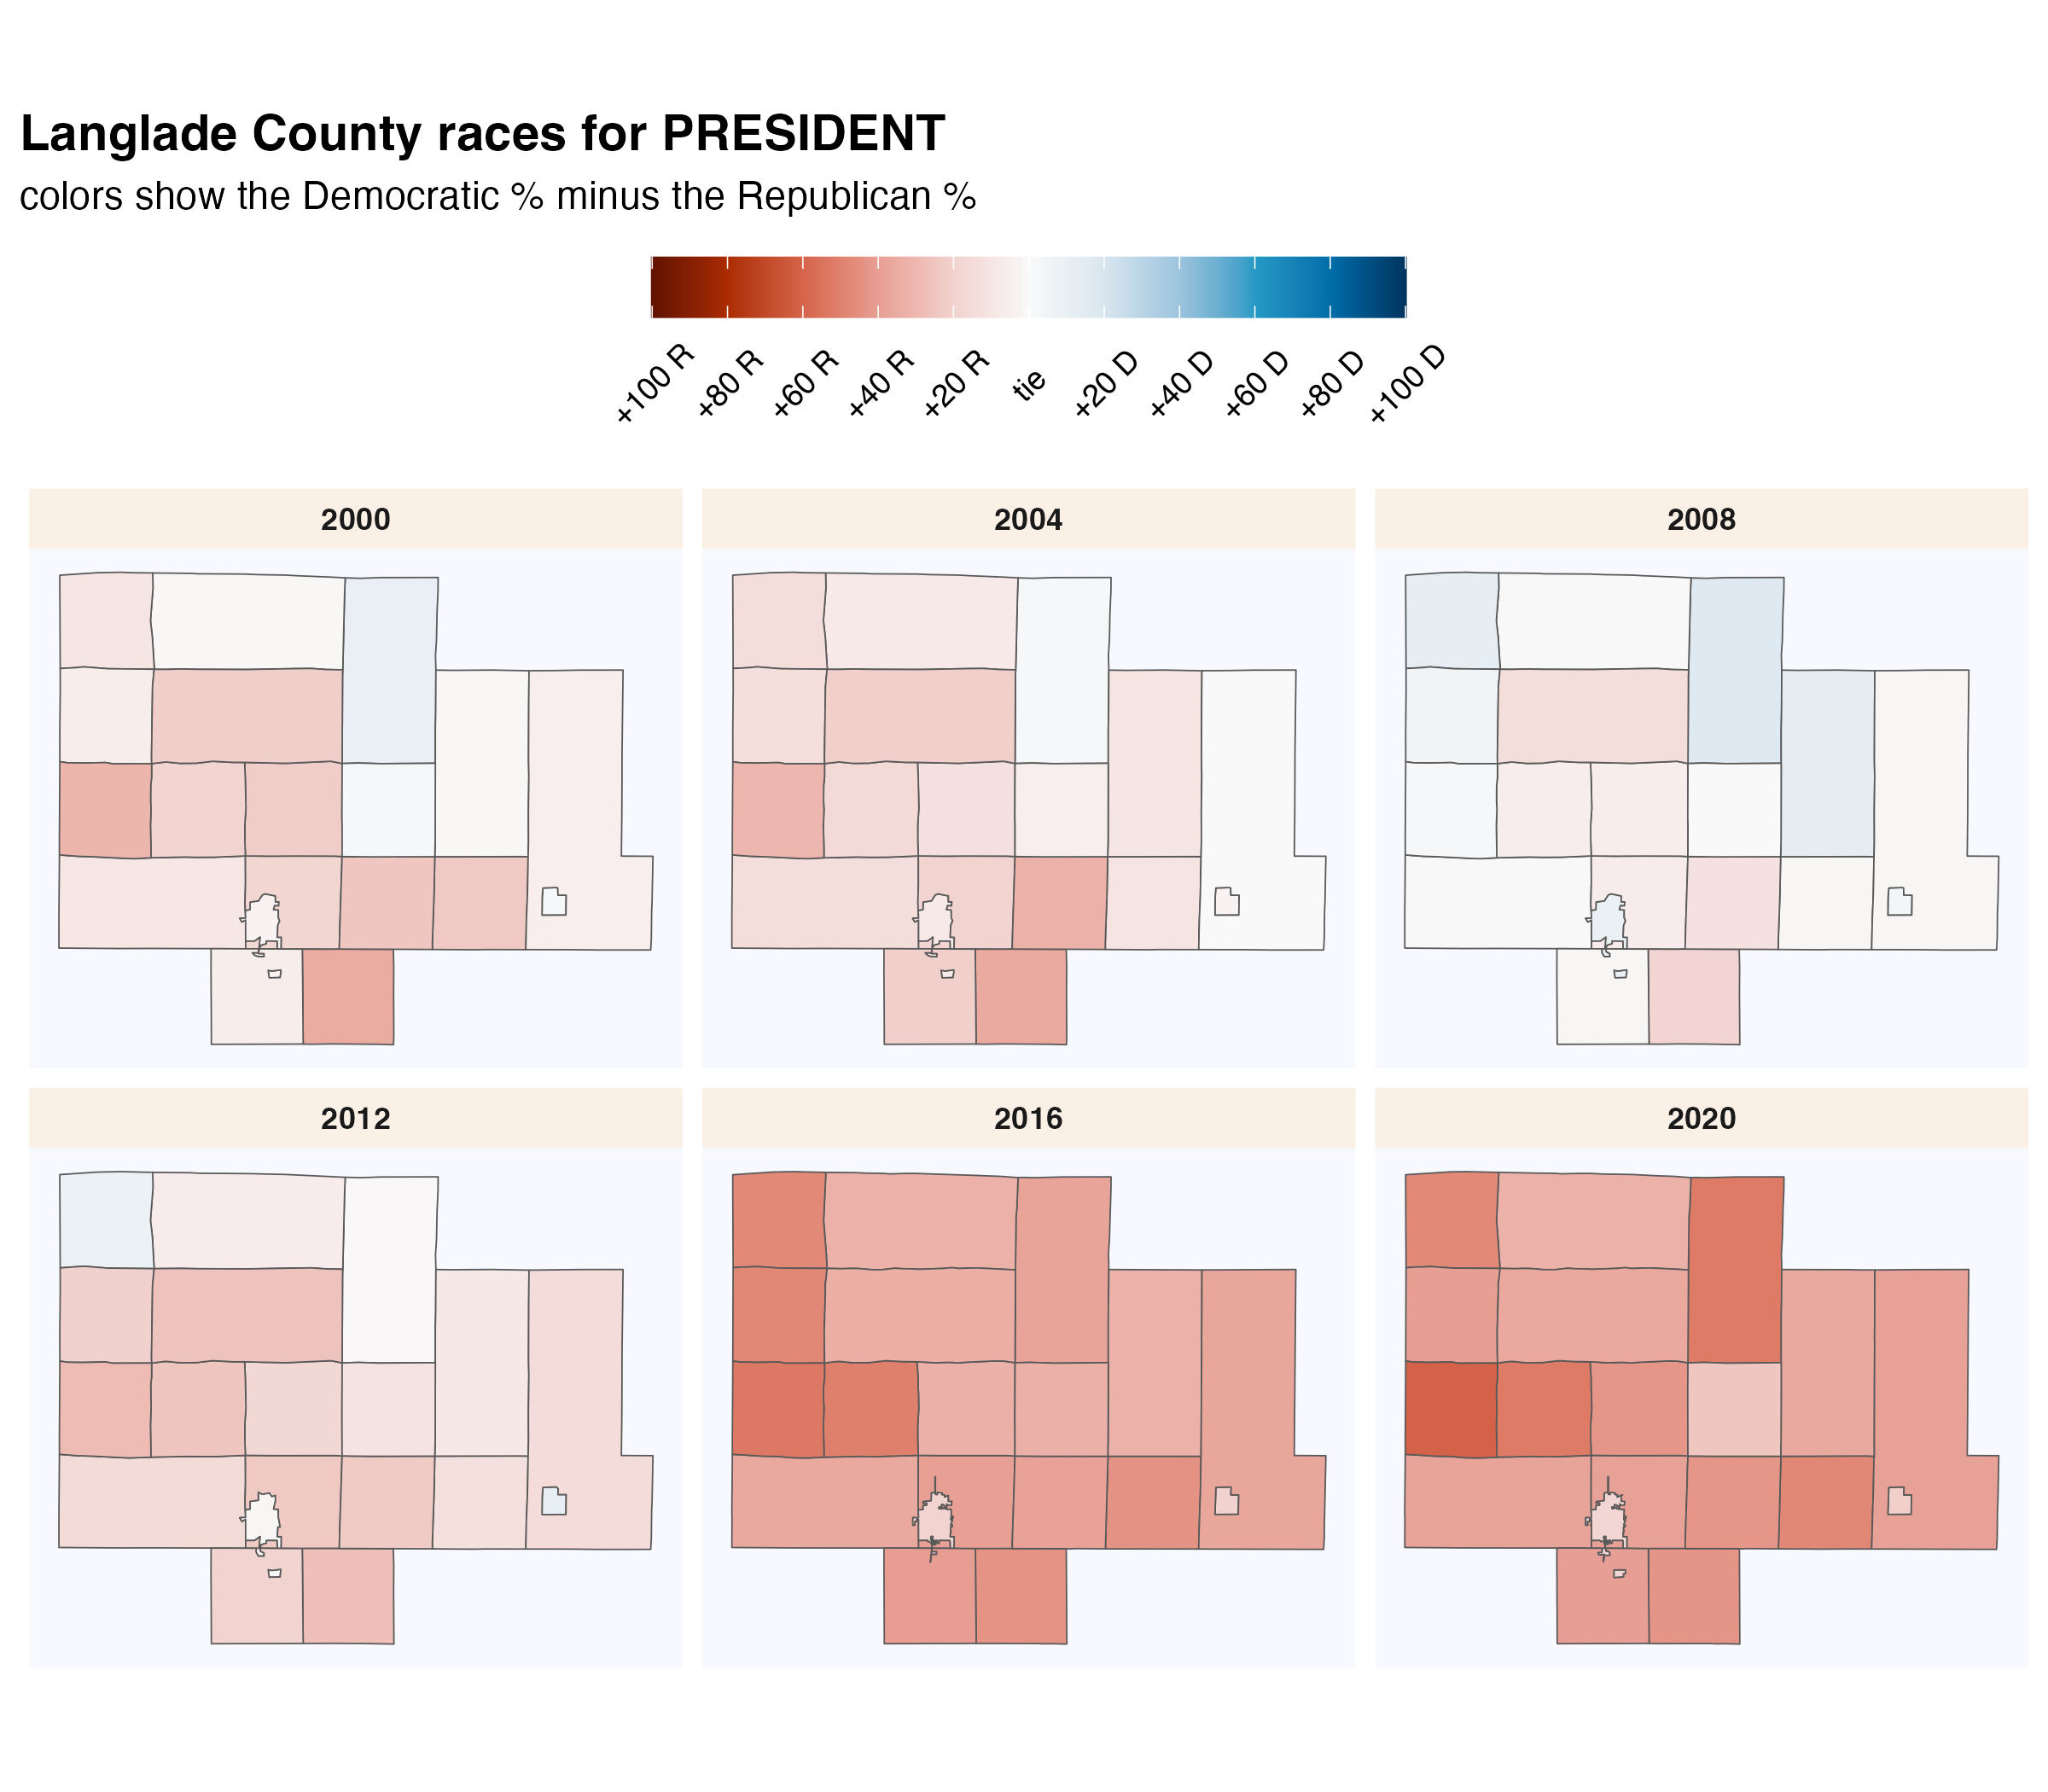 Langlade County races for PRESIDENT
colors show the Democratic % minus the Republican %
+100 R
+80 R
+60 R
+40 R
+20 R
tie
+20 D
+40 D
+60 D
+80 D
+100 D
2000
2004
2008
2012
2016
2020